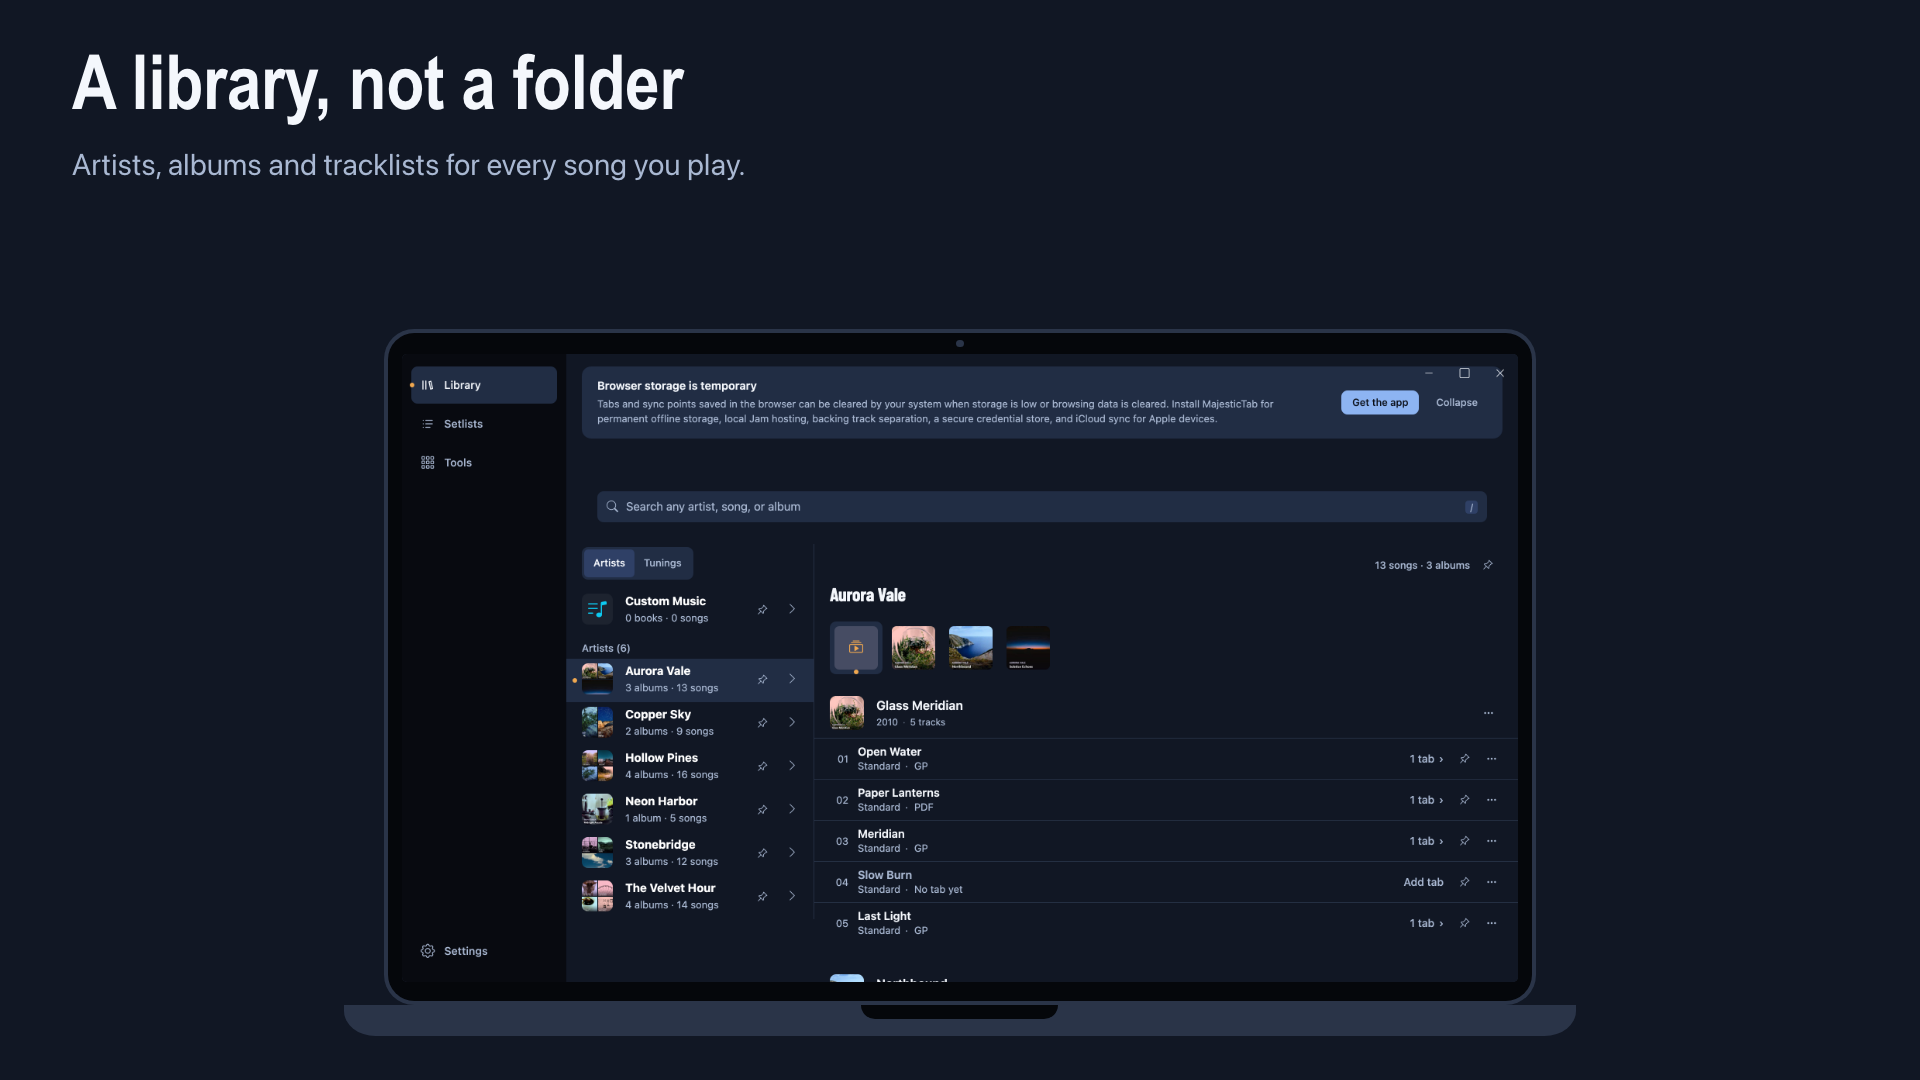 A library, not a folder
Artists, albums and tracklists for every song you play.
Library
Setlists
Tools
Settings
Browser storage is temporary
Tabs and sync points saved in the browser can be cleared by your system when storage is low or browsing data is cleared. Install MajesticTab for
permanent offline storage, local Jam hosting, backing track separation, a secure credential store, and iCloud sync for Apple devices.
Get the app
Collapse
Search any artist, song, or album
/
Artists
Tunings
Custom Music
0 books · 0 songs
Artists (6)
Aurora Vale
3 albums · 13 songs
Copper Sky
2 albums · 9 songs
Hollow Pines
4 albums · 16 songs
Neon Harbor
1 album · 5 songs
Stonebridge
3 albums · 12 songs
The Velvet Hour
4 albums · 14 songs
13 songs · 3 albums
Aurora Vale
Glass Meridian
2010 · 5 tracks
01
Open Water
Standard · GP
1 tab ›
02
Paper Lanterns
Standard · PDF
1 tab ›
03
Meridian
Standard · GP
1 tab ›
04
Slow Burn
Standard · No tab yet
Add tab
05
Last Light
Standard · GP
1 tab ›
Northbound